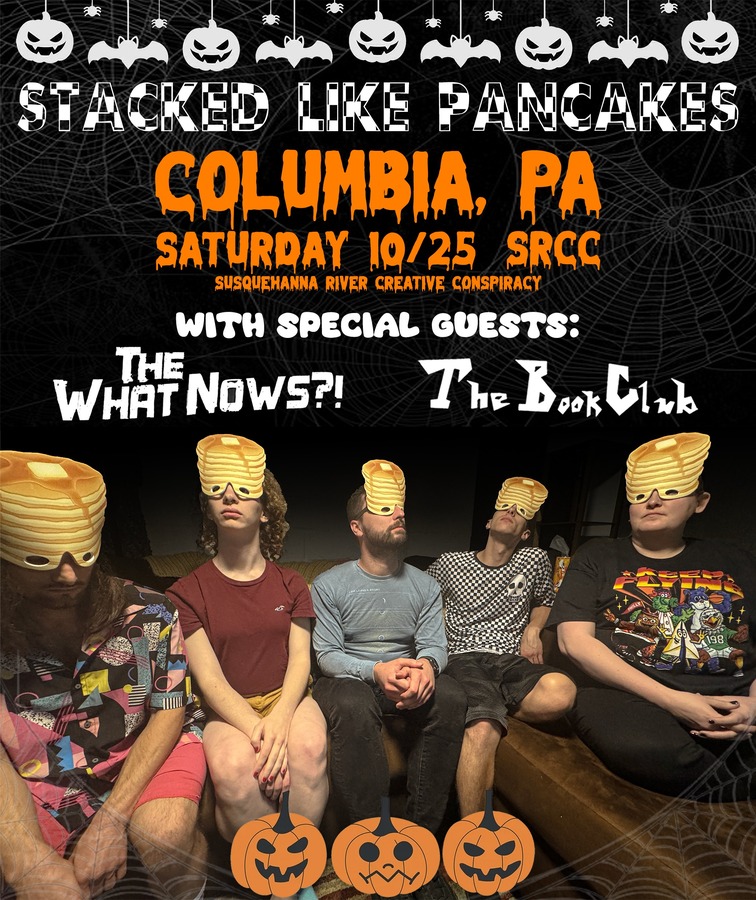 STACKED LIKE PANCAKES
COLUMBIA, PA
SATURDAY 10/25 SRCC
SUSQUEHANNA RIVER CREATIVE CONSPIRACY
WITH SPECIAL GUESTS:
THE
WHAT NOWS?!
The Book Club
198